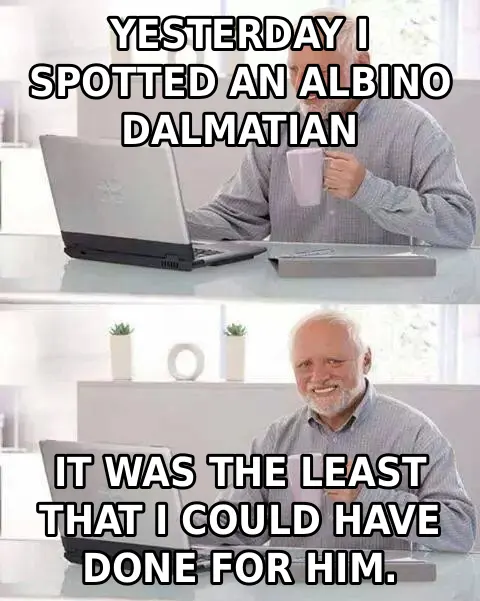 YESTERDAY I
SPOTTED AN ALBINO
DALMATIAN
IT WAS THE LEAST
THAT I COULD HAVE
DONE FOR HIM.